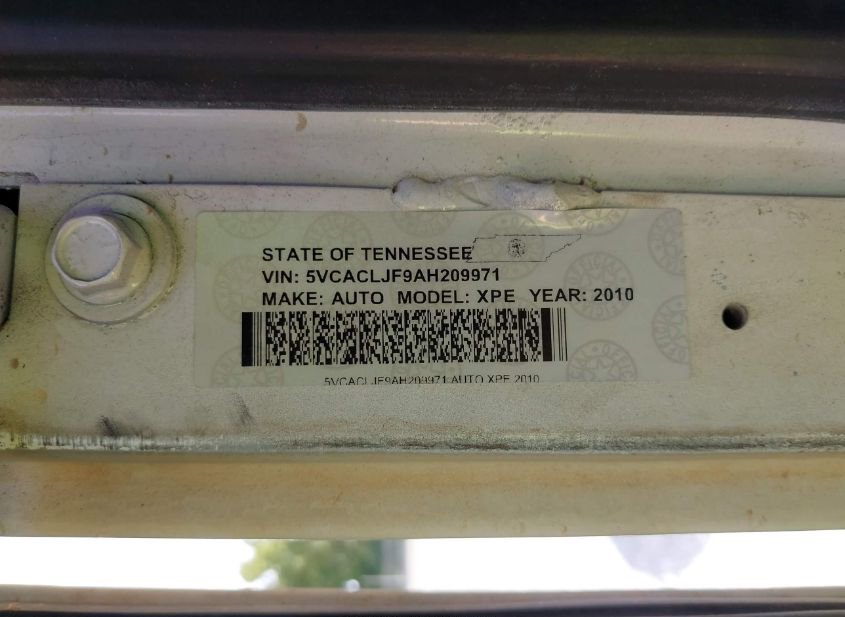 STATE OF TENNESSEE
VIN: 5VCACLJF9AH209971
MAKE: AUTO MODEL: XPE YEAR: 2010
5VCACLJF9AH209971 AUTO XPE 2010